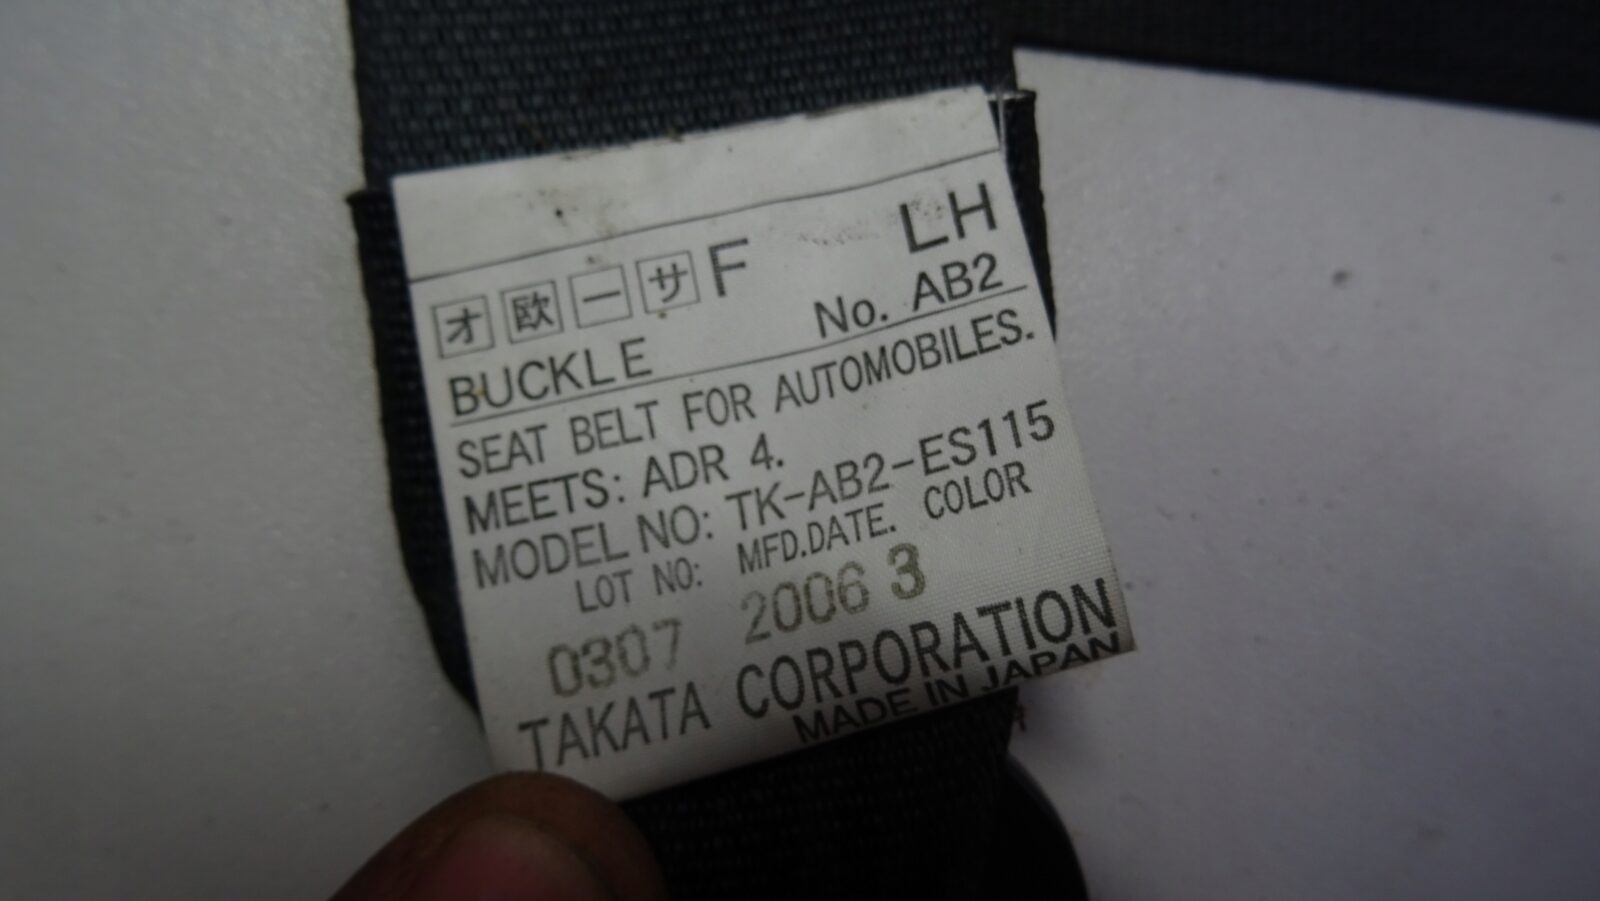 オ 欧 一 サ F LH
BUCKLE No. AB2
SEAT BELT FOR AUTOMOBILES.
MEETS: ADR 4.
MODEL NO: TK-AB2-ES115
LOT NO: MFD.DATE. COLOR
0307 2006 3
TAKATA CORPORATION
MADE IN JAPAN